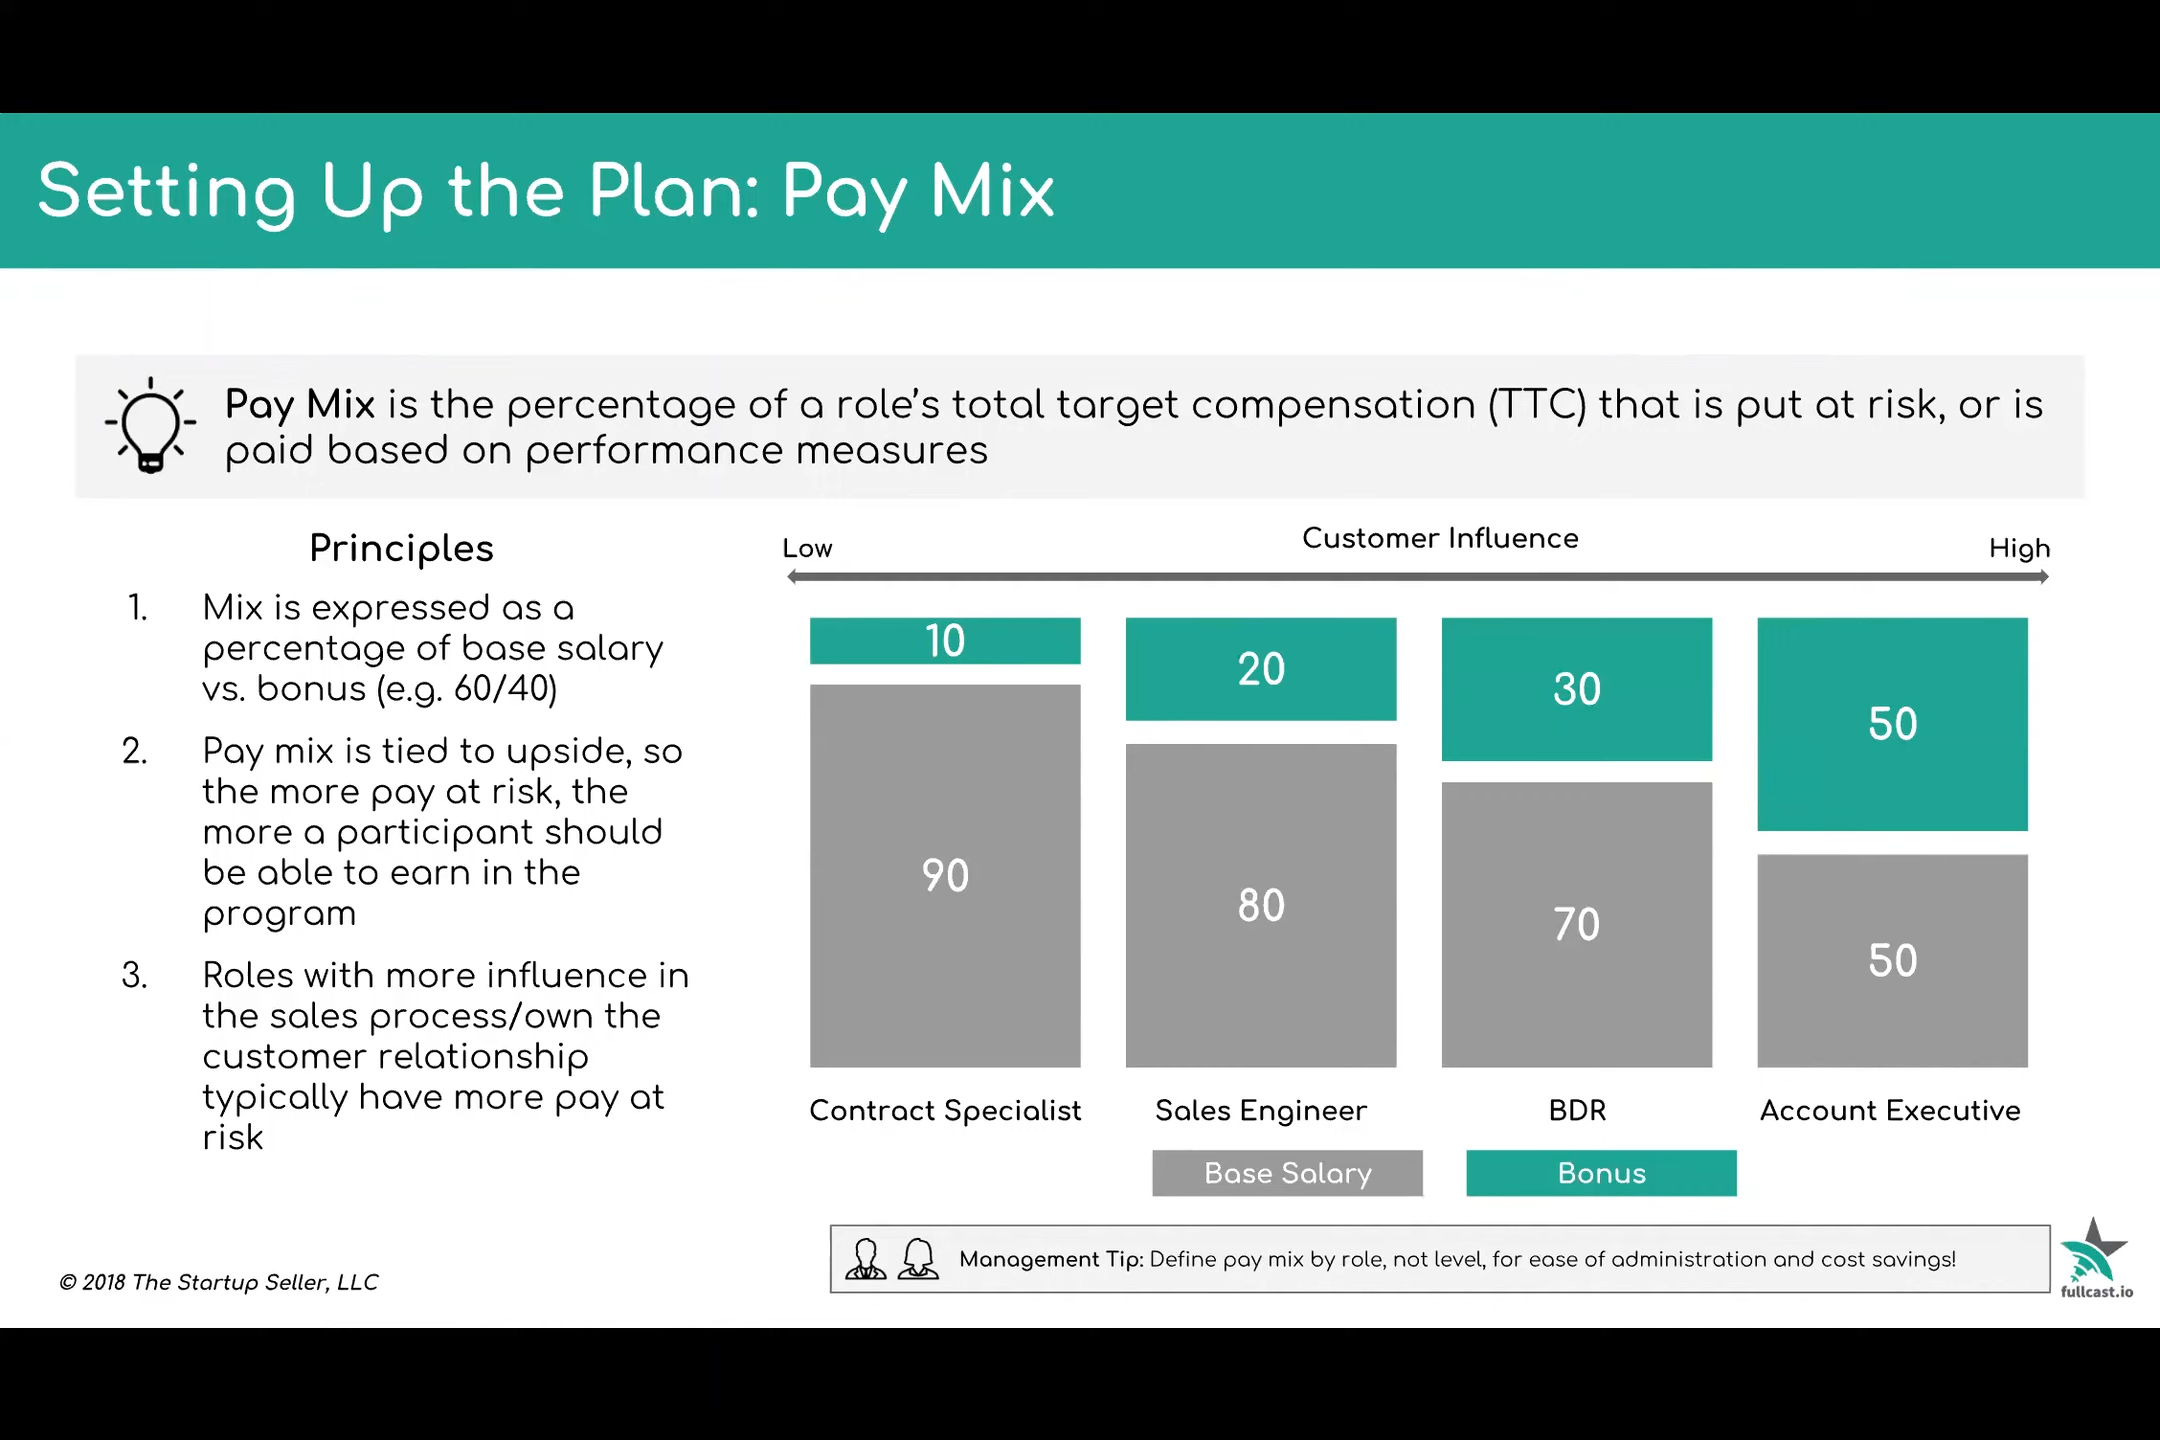 Setting Up the Plan: Pay Mix
Pay Mix is the percentage of a role's total target compensation (TTC) that is put at risk, or is
paid based on performance measures
Principles
1. Mix is expressed as a
percentage of base salary
vs. bonus (e.g. 60/40)
2. Pay mix is tied to upside, so
the more pay at risk, the
more a participant should
be able to earn in the
program
3. Roles with more influence in
the sales process/own the
customer relationship
typically have more pay at
risk
Customer Influence
Low High
10 20 30 50
90 80 70 50
Contract Specialist Sales Engineer BDR Account Executive
Base Salary Bonus
Management Tip: Define pay mix by role, not level, for ease of administration and cost savings!
© 2018 The Startup Seller, LLC
fullcast.io